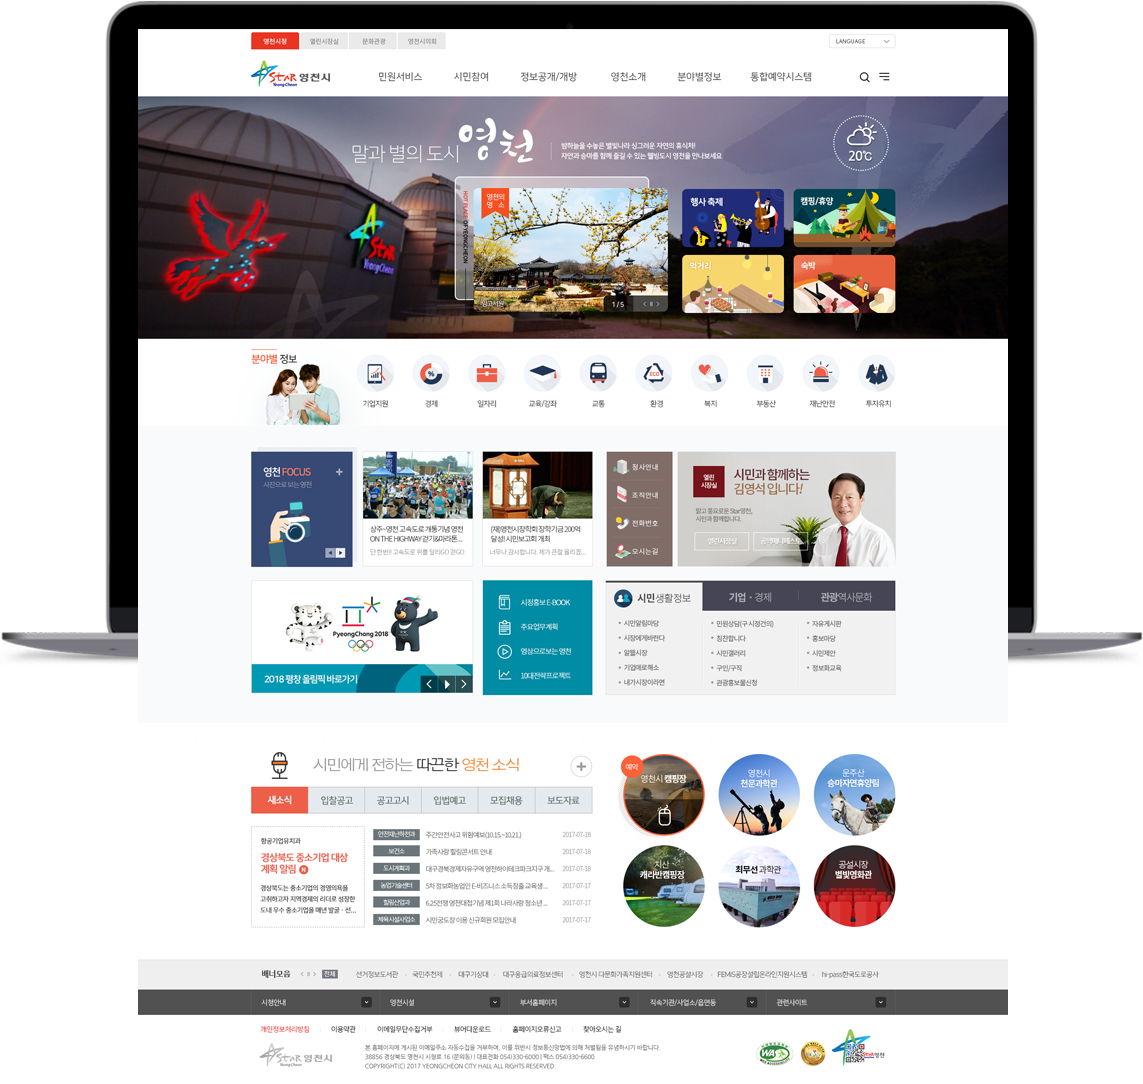 영천시청
열린시장실
문화관광
영천시의회
LANGUAGE
STAR 영천시
YeongCheon
민원서비스
시민참여
정보공개/개방
영천소개
분야별정보
통합예약시스템
말과 별의 도시 영천
밤하늘을 수놓은 별빛나라 싱그러운 자연의 휴식처!
자연과 승마를 함께 즐길 수 있는 웰빙도시 영천을 만나보세요
20℃
STAR
YeongCheon
영천의
명 소
1 / 5
행사 축제
캠핑/휴양
먹거리
숙박
분야별 정보
기업지원
경제
일자리
교육/강좌
교통
ECO
환경
복지
부동산
재난안전
투자유치
영천 FOCUS
사진으로 보는 영천
상주~영천 고속도로 개통기념 영천
ON THE HIGHWAY걷기&마라톤...
단 한번!! 고속도로 위를 달리GO 걷GO
(재)영천시장학회 장학기금 200억
달성! 시민보고회 개최
너무나 감사합니다. 제가 큰절 올리겠...
청사안내
조직안내
전화번호
오시는길
열린
시장실
시민과 함께하는
김영석 입니다!
맑고 풍요로운 Star영천,
시민과 함께합니다.
열린시장실
공약매니페스토
PyeongChang 2018
2018 평창 올림픽 바로가기
시정홍보 E-BOOK
주요업무계획
영상으로보는 영천
10대전략프로젝트
시민생활정보
기업 · 경제
관광역사문화
시민알림마당
시장에게바란다
알뜰시장
기업애로해소
내가시장이라면
민원상담(구 시정건의)
칭찬합니다
시민갤러리
구인/구직
관광홍보물신청
자유게시판
홍보마당
시민제안
정보화교육
시민에게 전하는 따끈한 영천 소식
새소식
입찰공고
공고고시
입법예고
모집채용
보도자료
항공기업유치과
경상북도 중소기업 대상
계획 알림 N
경상북도는 중소기업의 경영의욕을
고취하고자 지역경제의 리더로 성장한
도내 우수 중소기업을 매년 발굴 · 선...
안전재난하천과 주간안전사고 위험예보(10.15.~10.21.) 2017-07-18
보건소 가족사랑 힐링콘서트 안내 2017-07-18
도시계획과 대구경북경제자유구역 영천하이테크파크지구 개... 2017-07-18
농업기술센터 5차 정보화농업인 E-비즈니스 소득창출 교육생 ... 2017-07-17
힐링산업과 6.25전쟁 영천대첩기념 제1회 나라사랑 청소년 ... 2017-07-17
체육시설사업소 시민궁도장 이용 신규회원 모집안내 2017-07-17
예약
영천시 캠핑장
영천시
천문과학관
운주산
승마자연휴양림
치산
캐라반캠핑장
최무선 과학관
공설시장
별빛영화관
배너모음
전체
선거정보도서관
국민추천제
대구기상대
대구응급의료정보센터
영천시 다문화가족지원센터
영천공설시장
FEMIS공장설립온라인지원시스템
hi-pass한국도로공사
시청안내
영천시설
부서홈페이지
직속기관/사업소/읍면동
관련사이트
개인정보처리방침
이용약관
이메일무단수집거부
뷰어다운로드
홈페이지오류신고
찾아오시는 길
STAR 영천시
YeongCheon
본 홈페이지에 게시된 이메일주소 자동수집을 거부하며, 이를 위반시 정보통신망법에 의해 처벌됨을 유념하시기 바랍니다.
38856 경상북도 영천시 시청로 16 (문외동) | 대표전화 054)330-6000 | 팩스 054)330-6600
COPYRIGHT(C) 2017 YEONGCHEON CITY HALL ALL RIGHTS RESERVED.
WA